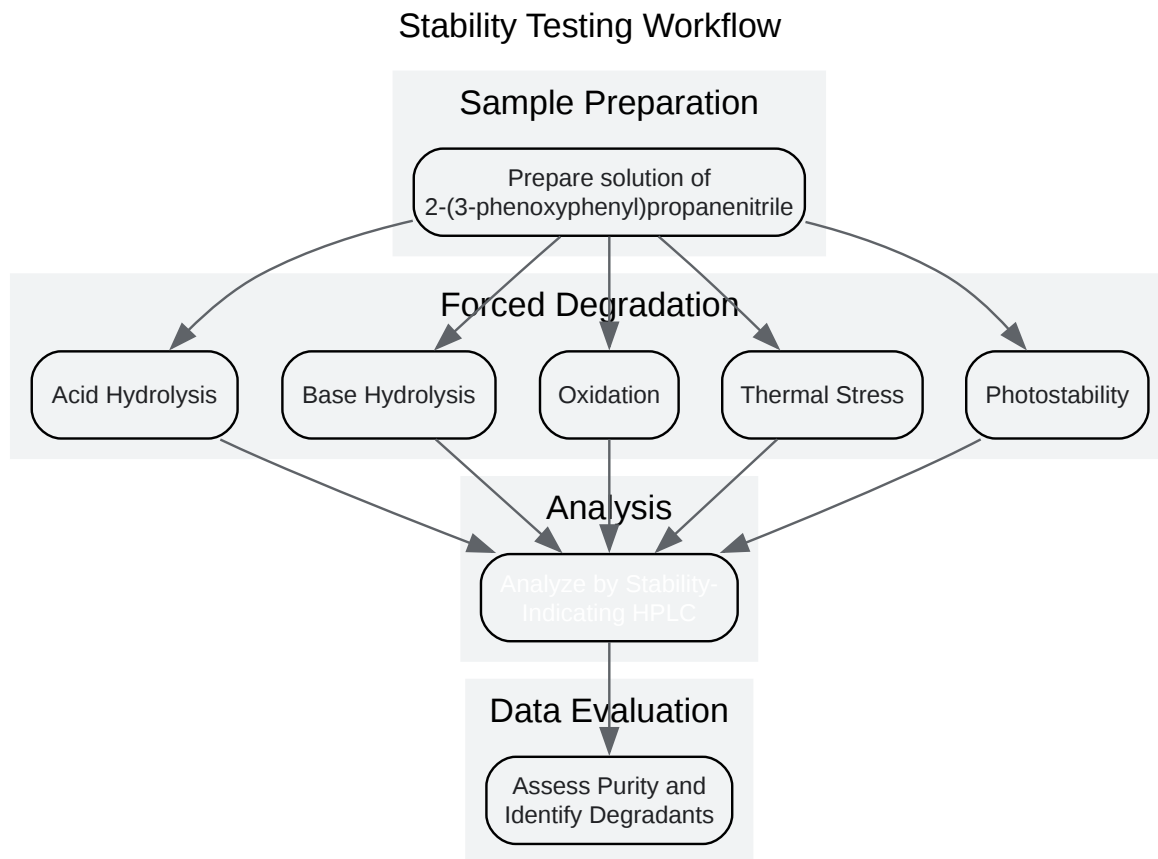 Stability Testing Workflow
Sample Preparation
Prepare solution of
2-(3-phenoxyphenyl)propanenitrile
Forced Degradation
Acid Hydrolysis
Base Hydrolysis
Oxidation
Thermal Stress
Photostability
Analysis
Analyze by Stability-
Indicating HPLC
Data Evaluation
Assess Purity and
Identify Degradants